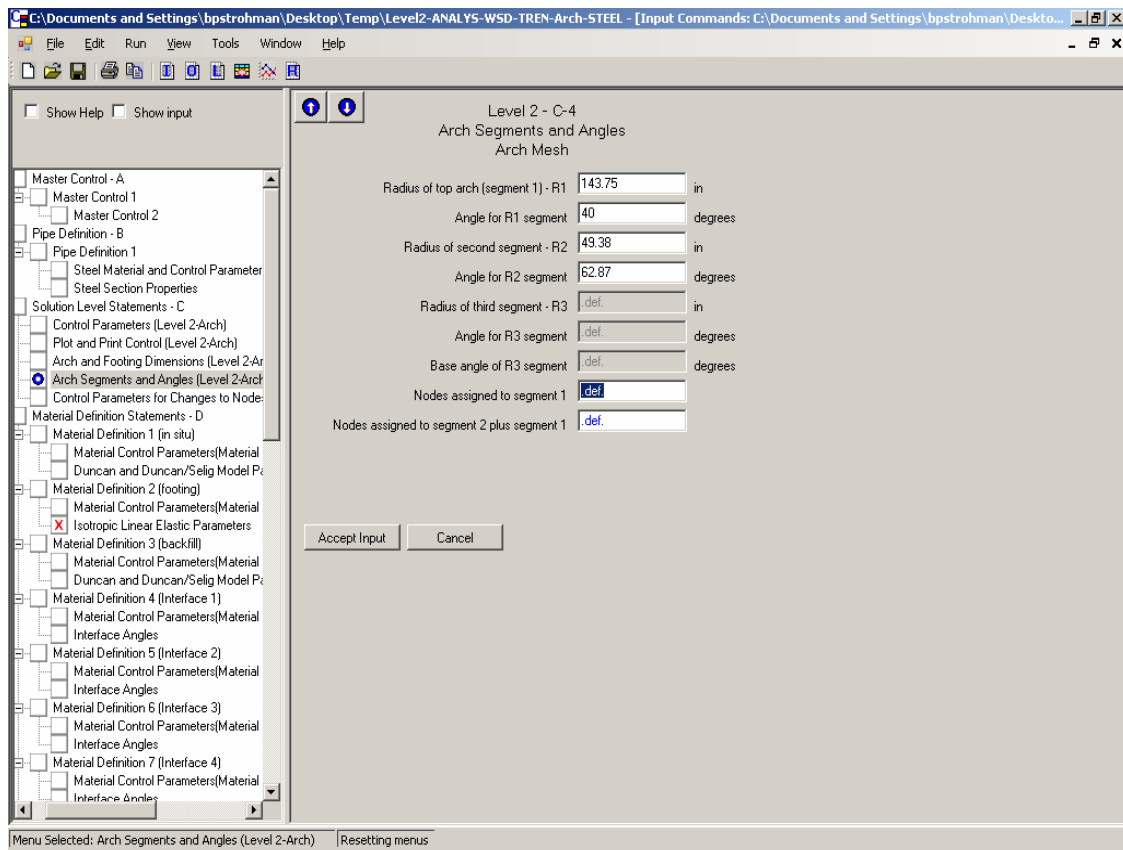 C:\Documents and Settings\bpstrohman\Desktop\Temp\Level2-ANALYS-WSD-TREN-Arch-STEEL - [Input Commands: C:\Documents and Settings\bpstrohman\Deskto...
File Edit Run View Tools Window Help
Show Help Show input
Master Control - A
Master Control 1
Master Control 2
Pipe Definition - B
Pipe Definition 1
Steel Material and Control Parameter
Steel Section Properties
Solution Level Statements - C
Control Parameters (Level 2-Arch)
Plot and Print Control (Level 2-Arch)
Arch and Footing Dimensions (Level 2-Ar
Arch Segments and Angles (Level 2-Arch
Control Parameters for Changes to Node
Material Definition Statements - D
Material Definition 1 (in situ)
Material Control Parameters(Material
Duncan and Duncan/Selig Model Pa
Material Definition 2 (footing)
Material Control Parameters(Material
X Isotropic Linear Elastic Parameters
Material Definition 3 (backfill)
Material Control Parameters(Material
Duncan and Duncan/Selig Model Pa
Material Definition 4 (Interface 1)
Material Control Parameters(Material
Interface Angles
Material Definition 5 (Interface 2)
Material Control Parameters(Material
Interface Angles
Material Definition 6 (Interface 3)
Material Control Parameters(Material
Interface Angles
Material Definition 7 (Interface 4)
Material Control Parameters(Material
Interface Angles
Level 2 - C-4
Arch Segments and Angles
Arch Mesh
Radius of top arch (segment 1) - R1 143.75 in
Angle for R1 segment 40 degrees
Radius of second segment - R2 49.38 in
Angle for R2 segment 62.87 degrees
Radius of third segment - R3 .def. in
Angle for R3 segment .def. degrees
Base angle of R3 segment .def. degrees
Nodes assigned to segment 1 .def.
Nodes assigned to segment 2 plus segment 1 .def.
Accept Input Cancel
Menu Selected: Arch Segments and Angles (Level 2-Arch) Resetting menus